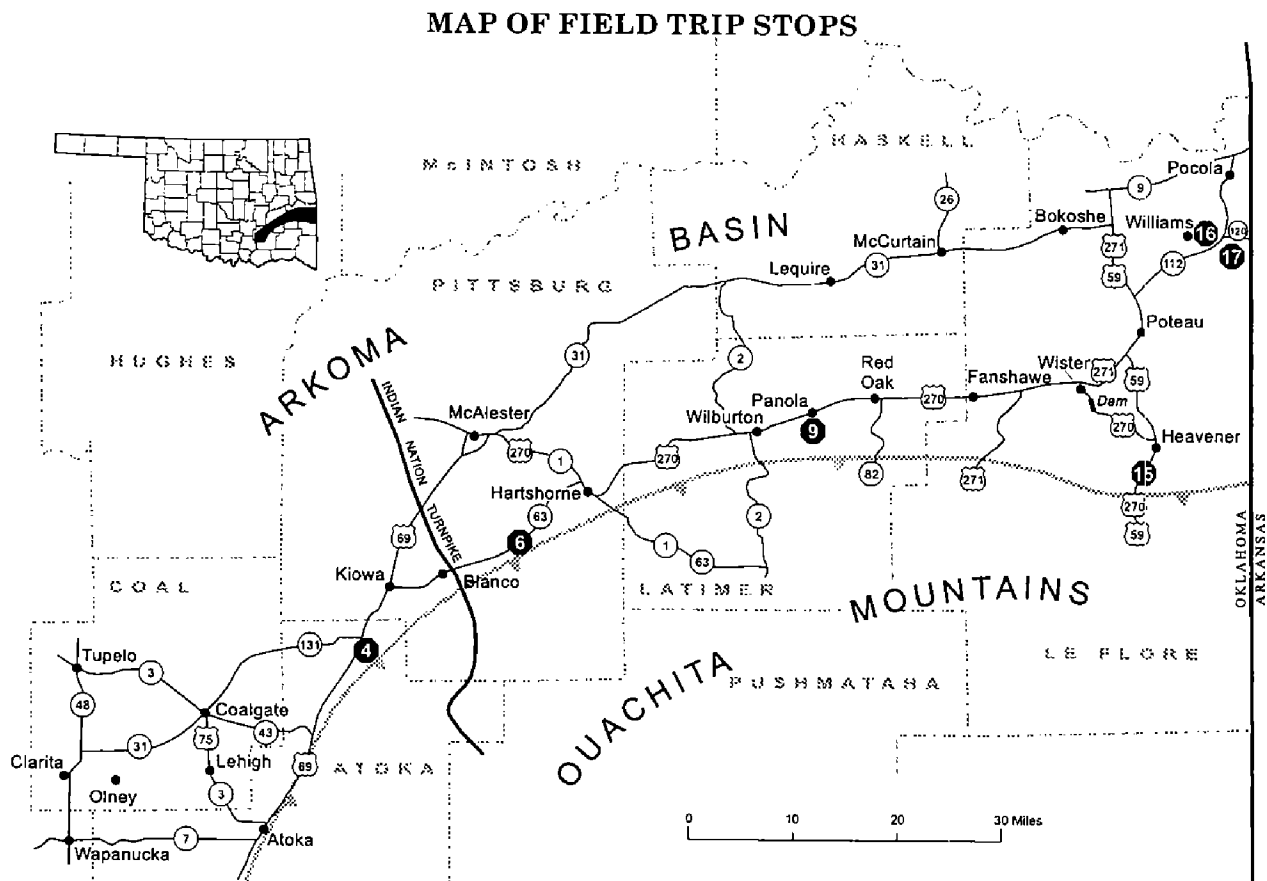 MAP OF FIELD TRIP STOPS
HASKELL
McINTOSH
Pocola
9
26
Bokoshe
Williams
16
120
BASIN
McCurtain
271
17
31
112
Lequire
59
PITTSBURG
Poteau
HUGHES
31
2
Red
Oak
Wister
271
59
ARKOMA
INDIAN NATION TURNPIKE
McAlester
Panola
270
Fanshawe
Dam
Wilburton
9
270
Heavener
270
1
270
82
271
15
Hartshorne
270
63
2
59
69
6
1
63
OKLAHOMA
ARKANSAS
Kiowa
Blanco
COAL
LATIMER
MOUNTAINS
131
4
Tupelo
3
LE FLORE
PUSHMATAHA
48
Coalgate
OUACHITA
31
75
43
Clarita
Lehigh
69
ATOKA
Olney
3
0 10 20 30 Miles
7
Atoka
Wapanucka